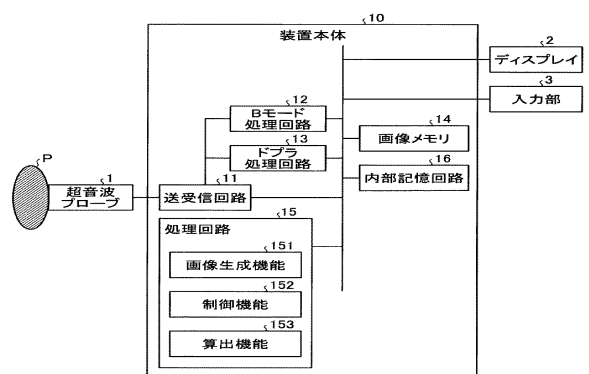 10
装置本体
2
ディスプレイ
3
入力部
12
Bモード
処理回路
13
ドプラ
処理回路
14
画像メモリ
16
内部記憶回路
P
1
超音波
プローブ
11
送受信回路
15
処理回路
151
画像生成機能
152
制御機能
153
算出機能